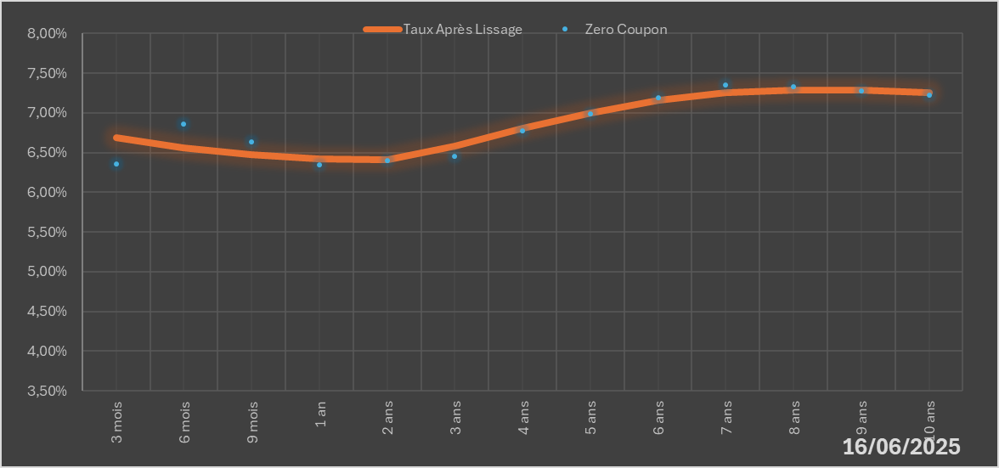 Taux Après Lissage Zero Coupon
8,00%
7,50%
7,00%
6,50%
6,00%
5,50%
5,00%
4,50%
4,00%
3,50%
3 mois
6 mois
9 mois
1 an
2 ans
3 ans
4 ans
5 ans
6 ans
7 ans
8 ans
9 ans
10 ans
16/06/2025